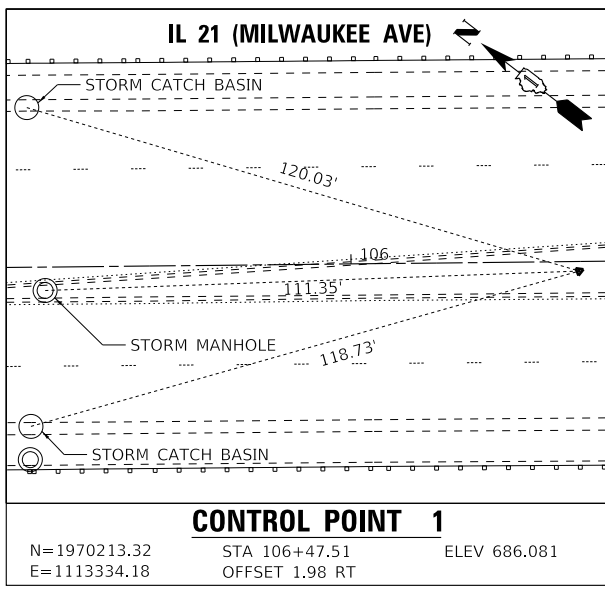 IL 21 (MILWAUKEE AVE) N
STORM CATCH BASIN
120.03'
106
111.35'
STORM MANHOLE
118.73'
STORM CATCH BASIN
CONTROL POINT 1
N=1970213.32 STA 106+47.51 ELEV 686.081
E=1113334.18 OFFSET 1.98 RT